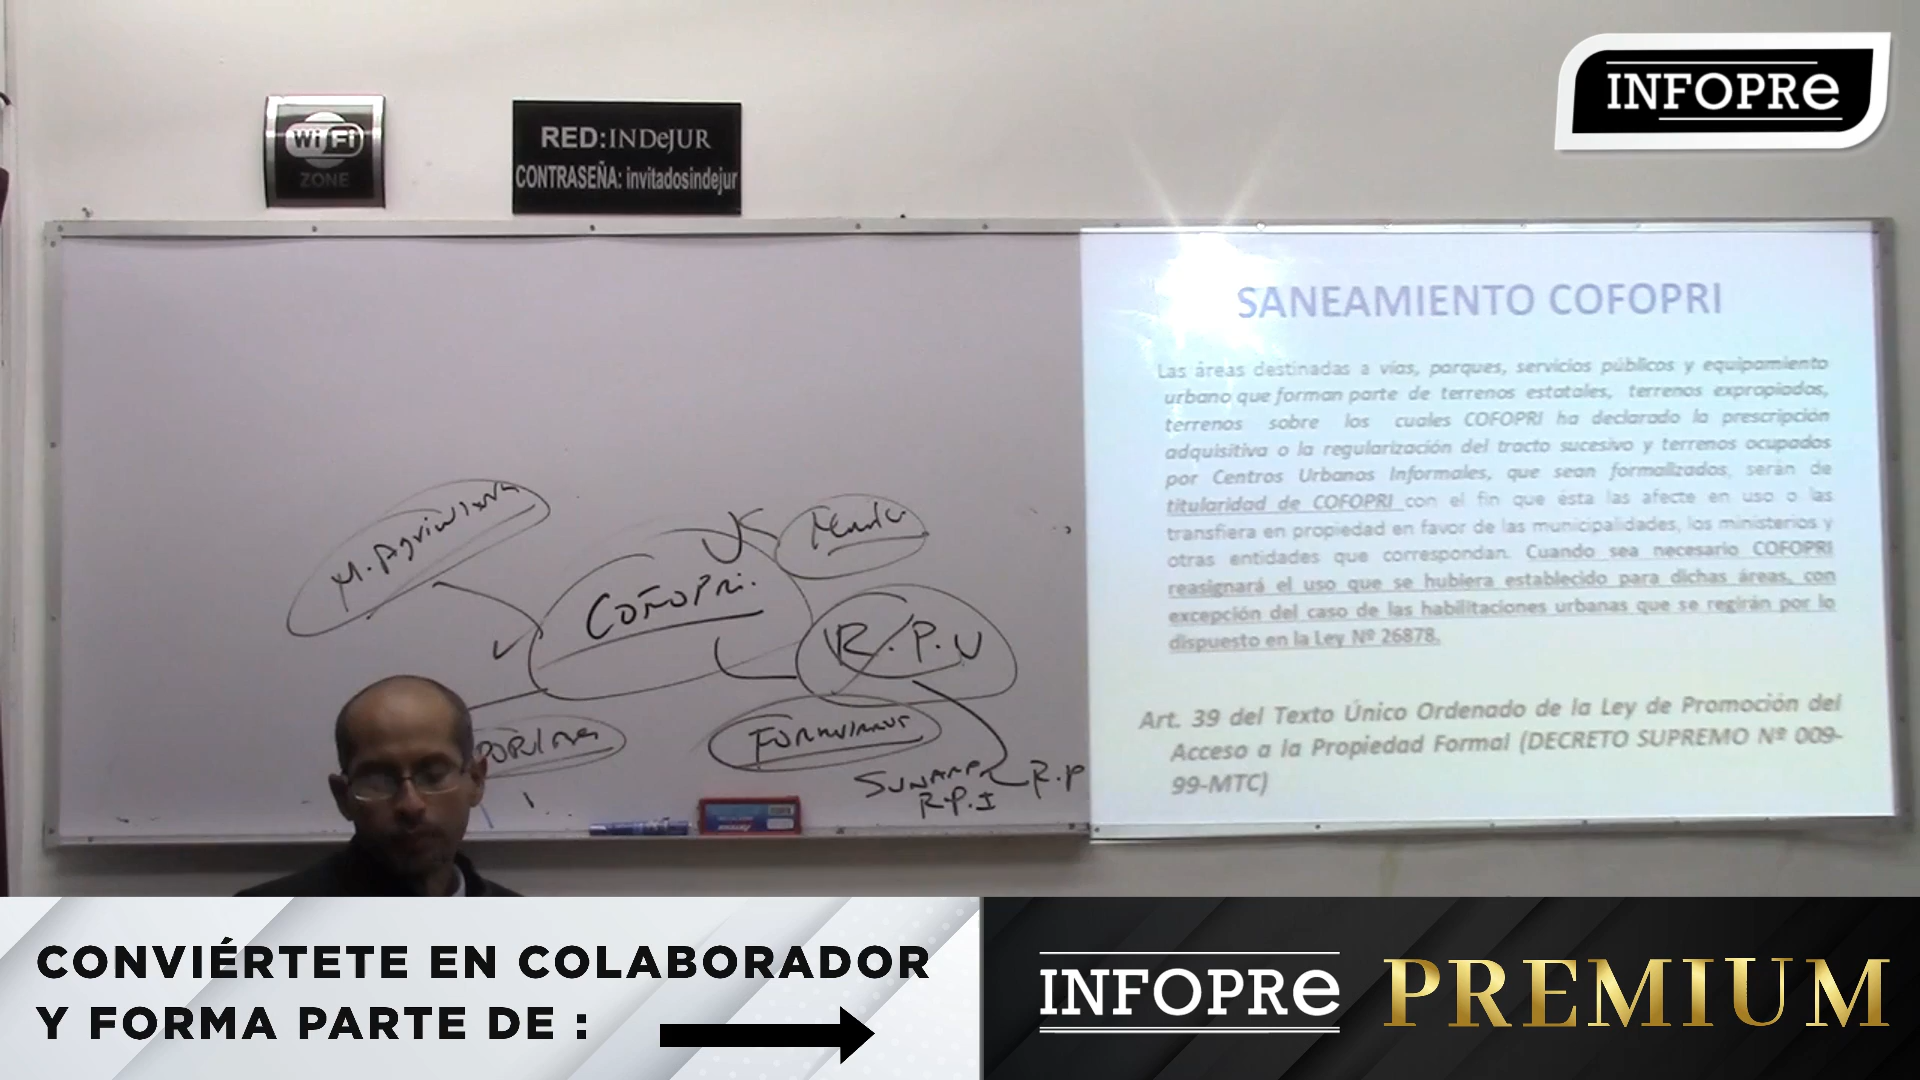 INFOPRe
WiFi
ZONE
RED:INDeJUR
CONTRASEÑA: invitadosindejur
SANEAMIENTO COFOPRI
Las áreas destinadas a vías, parques, servicios públicos y equipamiento
urbano que forman parte de terrenos estatales, terrenos expropiados,
terrenos sobre los cuales COFOPRI ha declarado la prescripción
adquisitiva o la regularización del tracto sucesivo y terrenos ocupados
por Centros Urbanos Informales, que sean formalizados, serán de
titularidad de COFOPRI con el fin que ésta las afecte en uso o las
transfiera en propiedad en favor de las municipalidades, los ministerios y
otras entidades que correspondan. Cuando sea necesario COFOPRI
reasignará el uso que se hubiera establecido para dichas áreas, con
excepción del caso de las habilitaciones urbanas que se regirán por lo
dispuesto en la Ley Nº 26878.
Art. 39 del Texto Único Ordenado de la Ley de Promoción del
Acceso a la Propiedad Formal (DECRETO SUPREMO Nº 009-
99-MTC)
M. Agricultura
COFOPRI.
R.P.U
SUNARP
R.P
R.P.I
CONVIÉRTETE EN COLABORADOR
Y FORMA PARTE DE :
INFOPRe PREMIUM